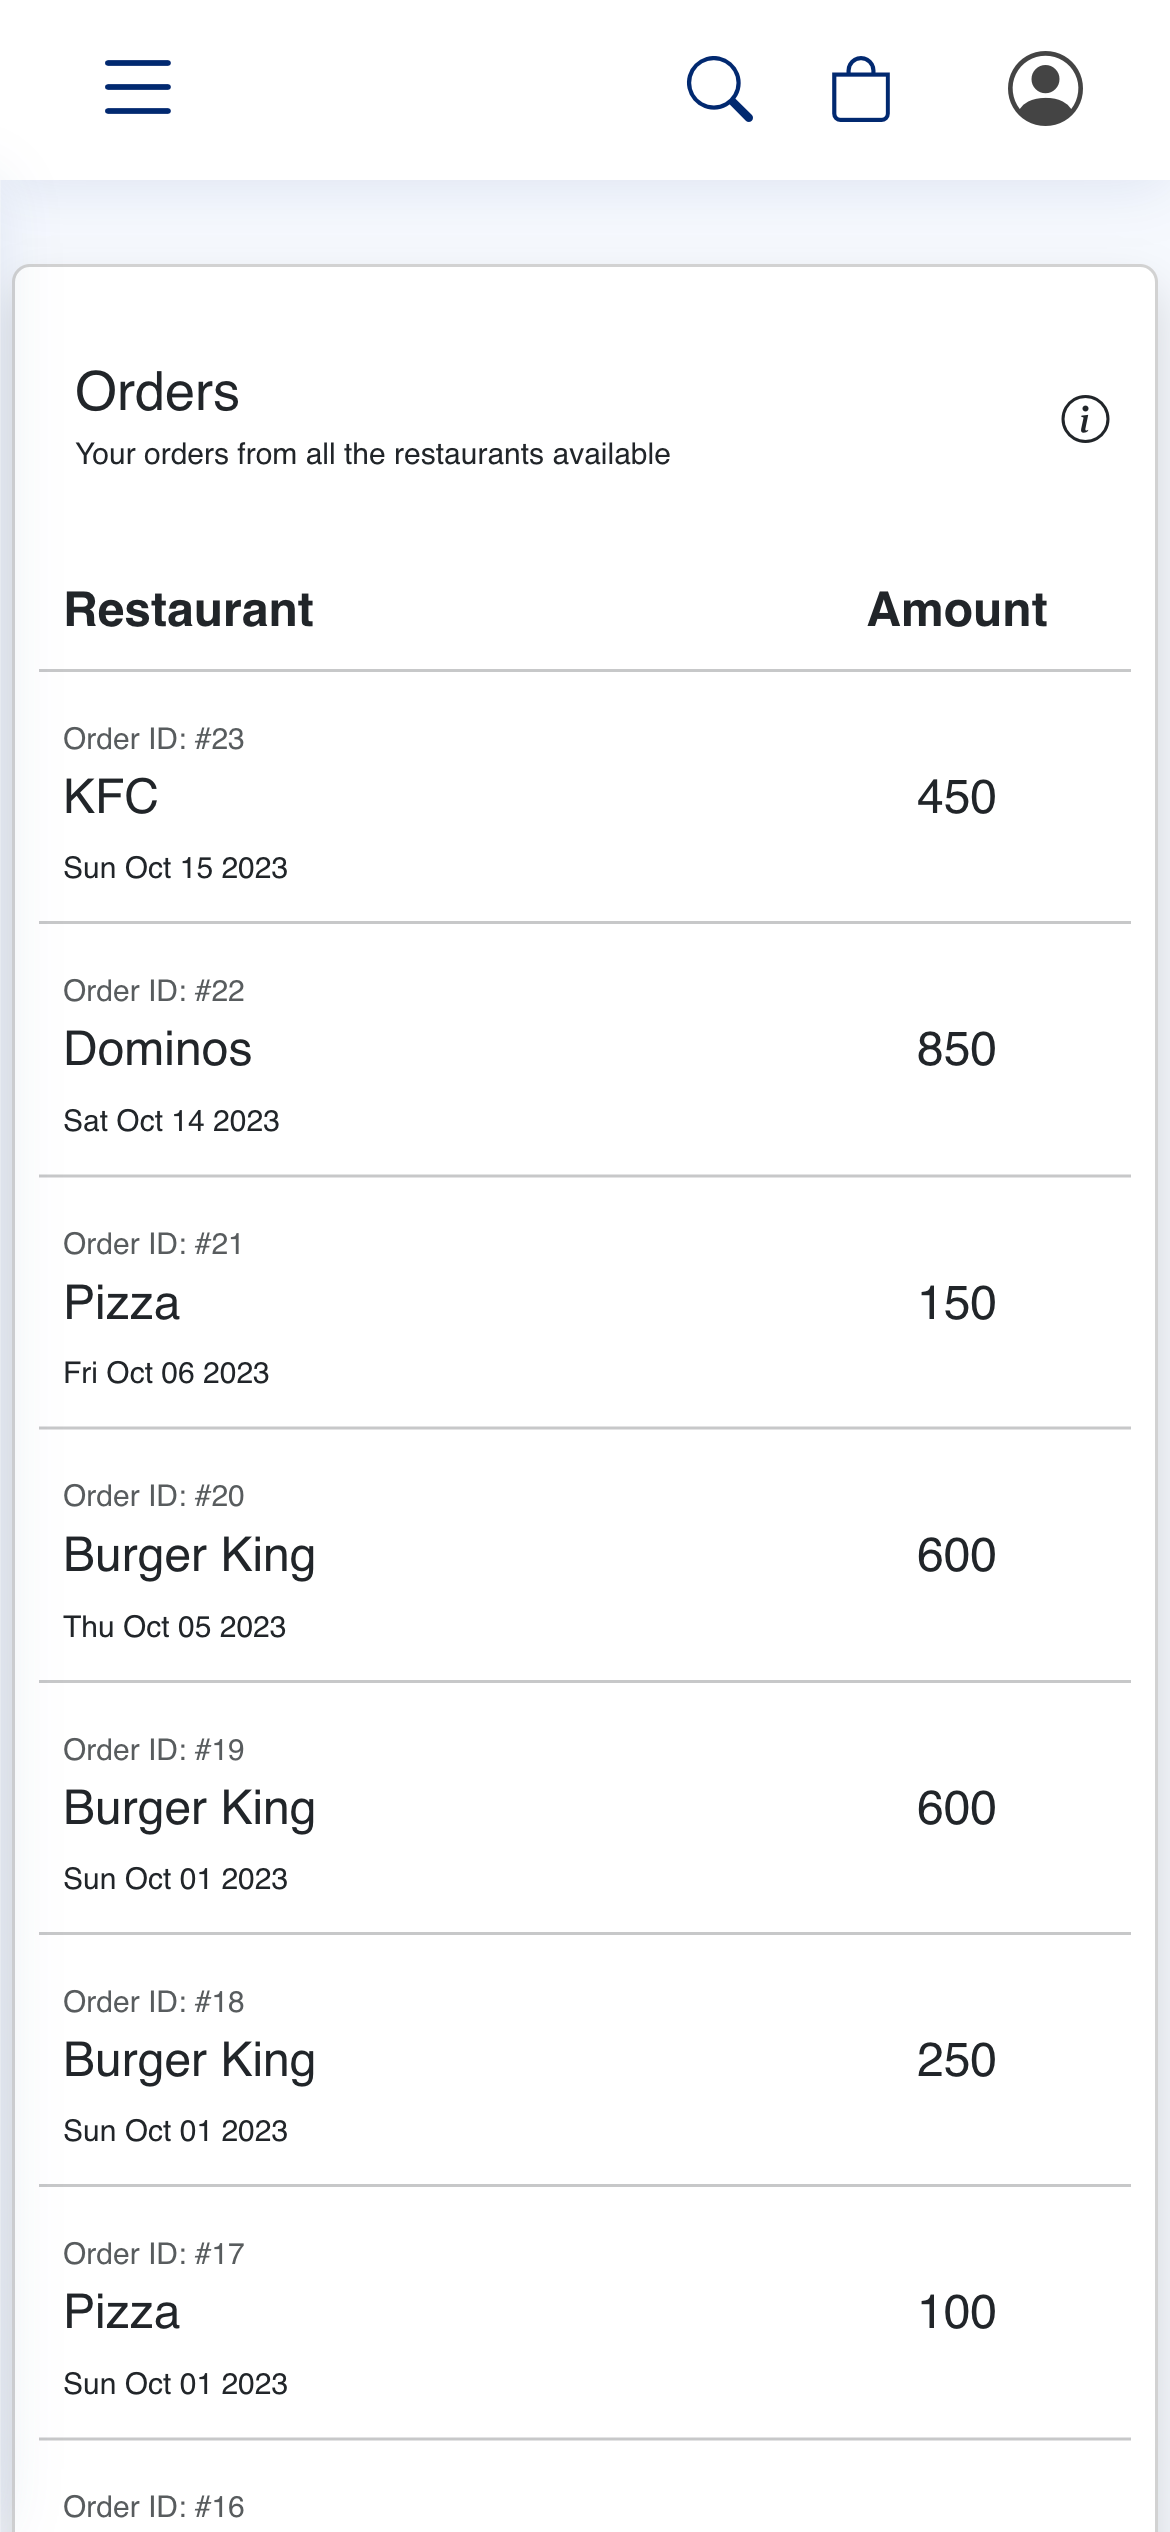 Orders
Your orders from all the restaurants available
i
Restaurant Amount
Order ID: #23
KFC 450
Sun Oct 15 2023
Order ID: #22
Dominos 850
Sat Oct 14 2023
Order ID: #21
Pizza 150
Fri Oct 06 2023
Order ID: #20
Burger King 600
Thu Oct 05 2023
Order ID: #19
Burger King 600
Sun Oct 01 2023
Order ID: #18
Burger King 250
Sun Oct 01 2023
Order ID: #17
Pizza 100
Sun Oct 01 2023
Order ID: #16